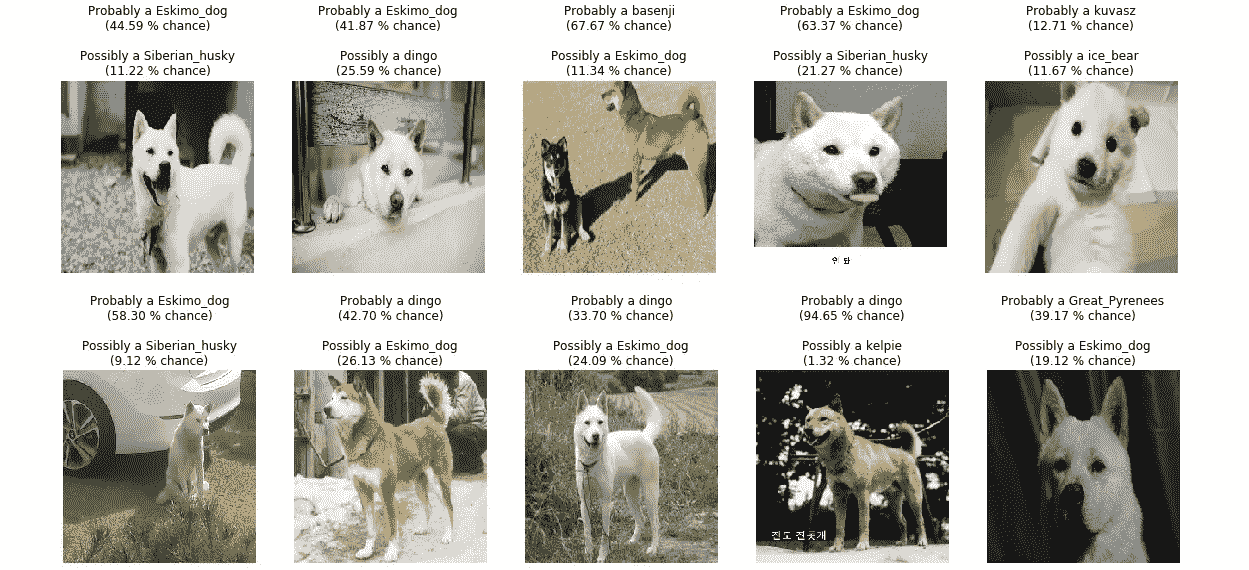 Probably a Eskimo_dog
(44.59 % chance)
Possibly a Siberian_husky
(11.22 % chance)
Probably a Eskimo_dog
(41.87 % chance)
Possibly a dingo
(25.59 % chance)
Probably a basenji
(67.67 % chance)
Possibly a Eskimo_dog
(11.34 % chance)
Probably a Eskimo_dog
(63.37 % chance)
Possibly a Siberian_husky
(21.27 % chance)
Probably a kuvasz
(12.71 % chance)
Possibly a ice_bear
(11.67 % chance)
Probably a Eskimo_dog
(58.30 % chance)
Possibly a Siberian_husky
(9.12 % chance)
Probably a dingo
(42.70 % chance)
Possibly a Eskimo_dog
(26.13 % chance)
Probably a dingo
(33.70 % chance)
Possibly a Eskimo_dog
(24.09 % chance)
Probably a dingo
(94.65 % chance)
Possibly a kelpie
(1.32 % chance)
진도 진돗개
Probably a Great_Pyrenees
(39.17 % chance)
Possibly a Eskimo_dog
(19.12 % chance)